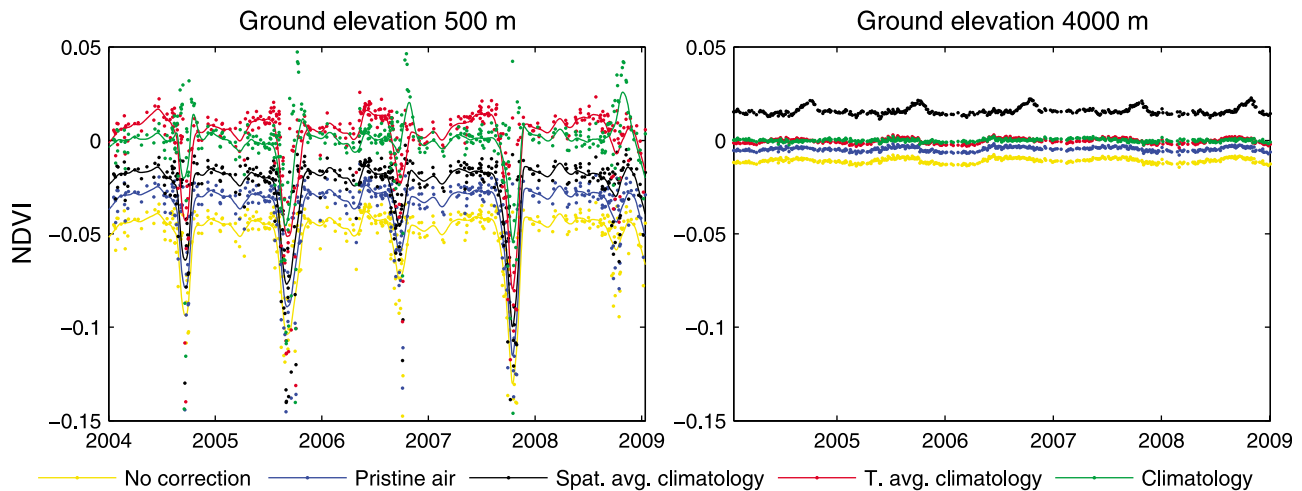 Ground elevation 500 m
Ground elevation 4000 m
NDVI
0.05
0
−0.05
−0.1
−0.15
2004 2005 2006 2007 2008 2009
0.05
0
−0.05
−0.1
−0.15
2005 2006 2007 2008 2009
No correction Pristine air Spat. avg. climatology T. avg. climatology Climatology